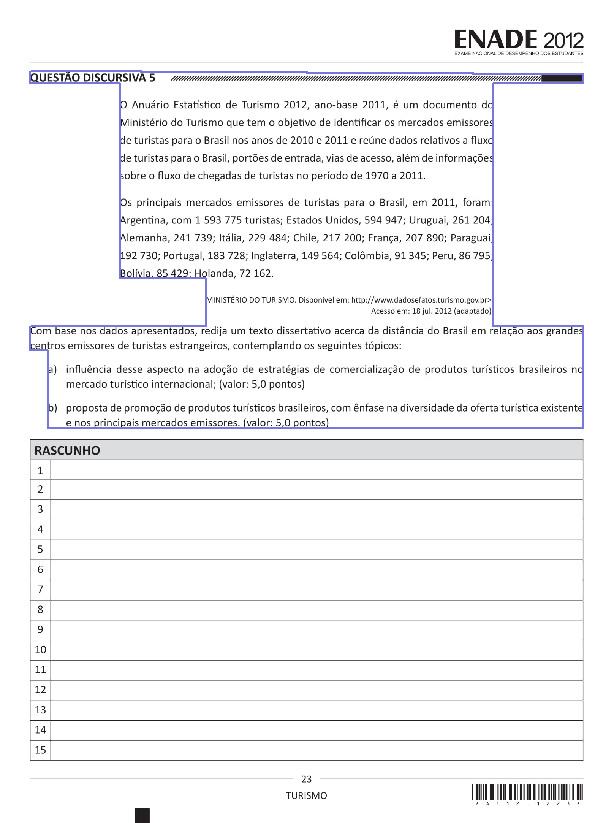 ENADE 2012
EXAME NACIONAL DE DESEMPENHO DOS ESTUDANTES
QUESTÃO DISCURSIVA 5
O Anuário Estatístico de Turismo 2012, ano-base 2011, é um documento do
Ministério do Turismo que tem o objetivo de identificar os mercados emissores
de turistas para o Brasil nos anos de 2010 e 2011 e reúne dados relativos a fluxo
de turistas para o Brasil, portões de entrada, vias de acesso, além de informações
sobre o fluxo de chegadas de turistas no período de 1970 a 2011.
Os principais mercados emissores de turistas para o Brasil, em 2011, foram:
Argentina, com 1 593 775 turistas; Estados Unidos, 594 947; Uruguai, 261 204;
Alemanha, 241 739; Itália, 229 484; Chile, 217 200; França, 207 890; Paraguai,
192 730; Portugal, 183 728; Inglaterra, 149 564; Colômbia, 91 345; Peru, 86 795;
Bolívia, 85 429; Holanda, 72 162.
MINISTÉRIO DO TURISMO. Disponível em: http://www.dadosefatos.turismo.gov.br>
Acesso em: 18 jul. 2012 (adaptado)
Com base nos dados apresentados, redija um texto dissertativo acerca da distância do Brasil em relação aos grandes
centros emissores de turistas estrangeiros, contemplando os seguintes tópicos:
a) influência desse aspecto na adoção de estratégias de comercialização de produtos turísticos brasileiros no
mercado turístico internacional; (valor: 5,0 pontos)
b) proposta de promoção de produtos turísticos brasileiros, com ênfase na diversidade da oferta turística existente
e nos principais mercados emissores. (valor: 5,0 pontos)
RASCUNHO
1
2
3
4
5
6
7
8
9
10
11
12
13
14
15
23
TURISMO